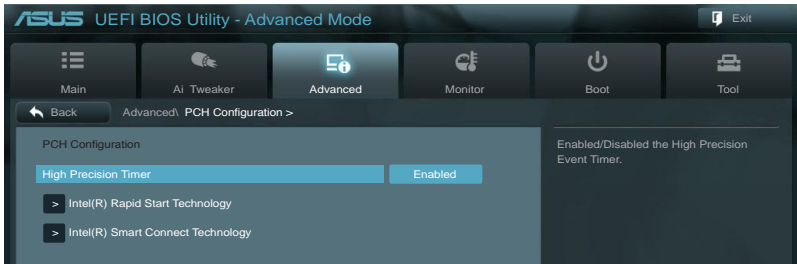 ASUS UEFI BIOS Utility - Advanced Mode
Exit
Main Ai Tweaker Advanced Monitor Boot Tool
Back Advanced\ PCH Configuration >
PCH Configuration
High Precision Timer Enabled
> Intel(R) Rapid Start Technology
> Intel(R) Smart Connect Technology
Enabled/Disabled the High Precision
Event Timer.